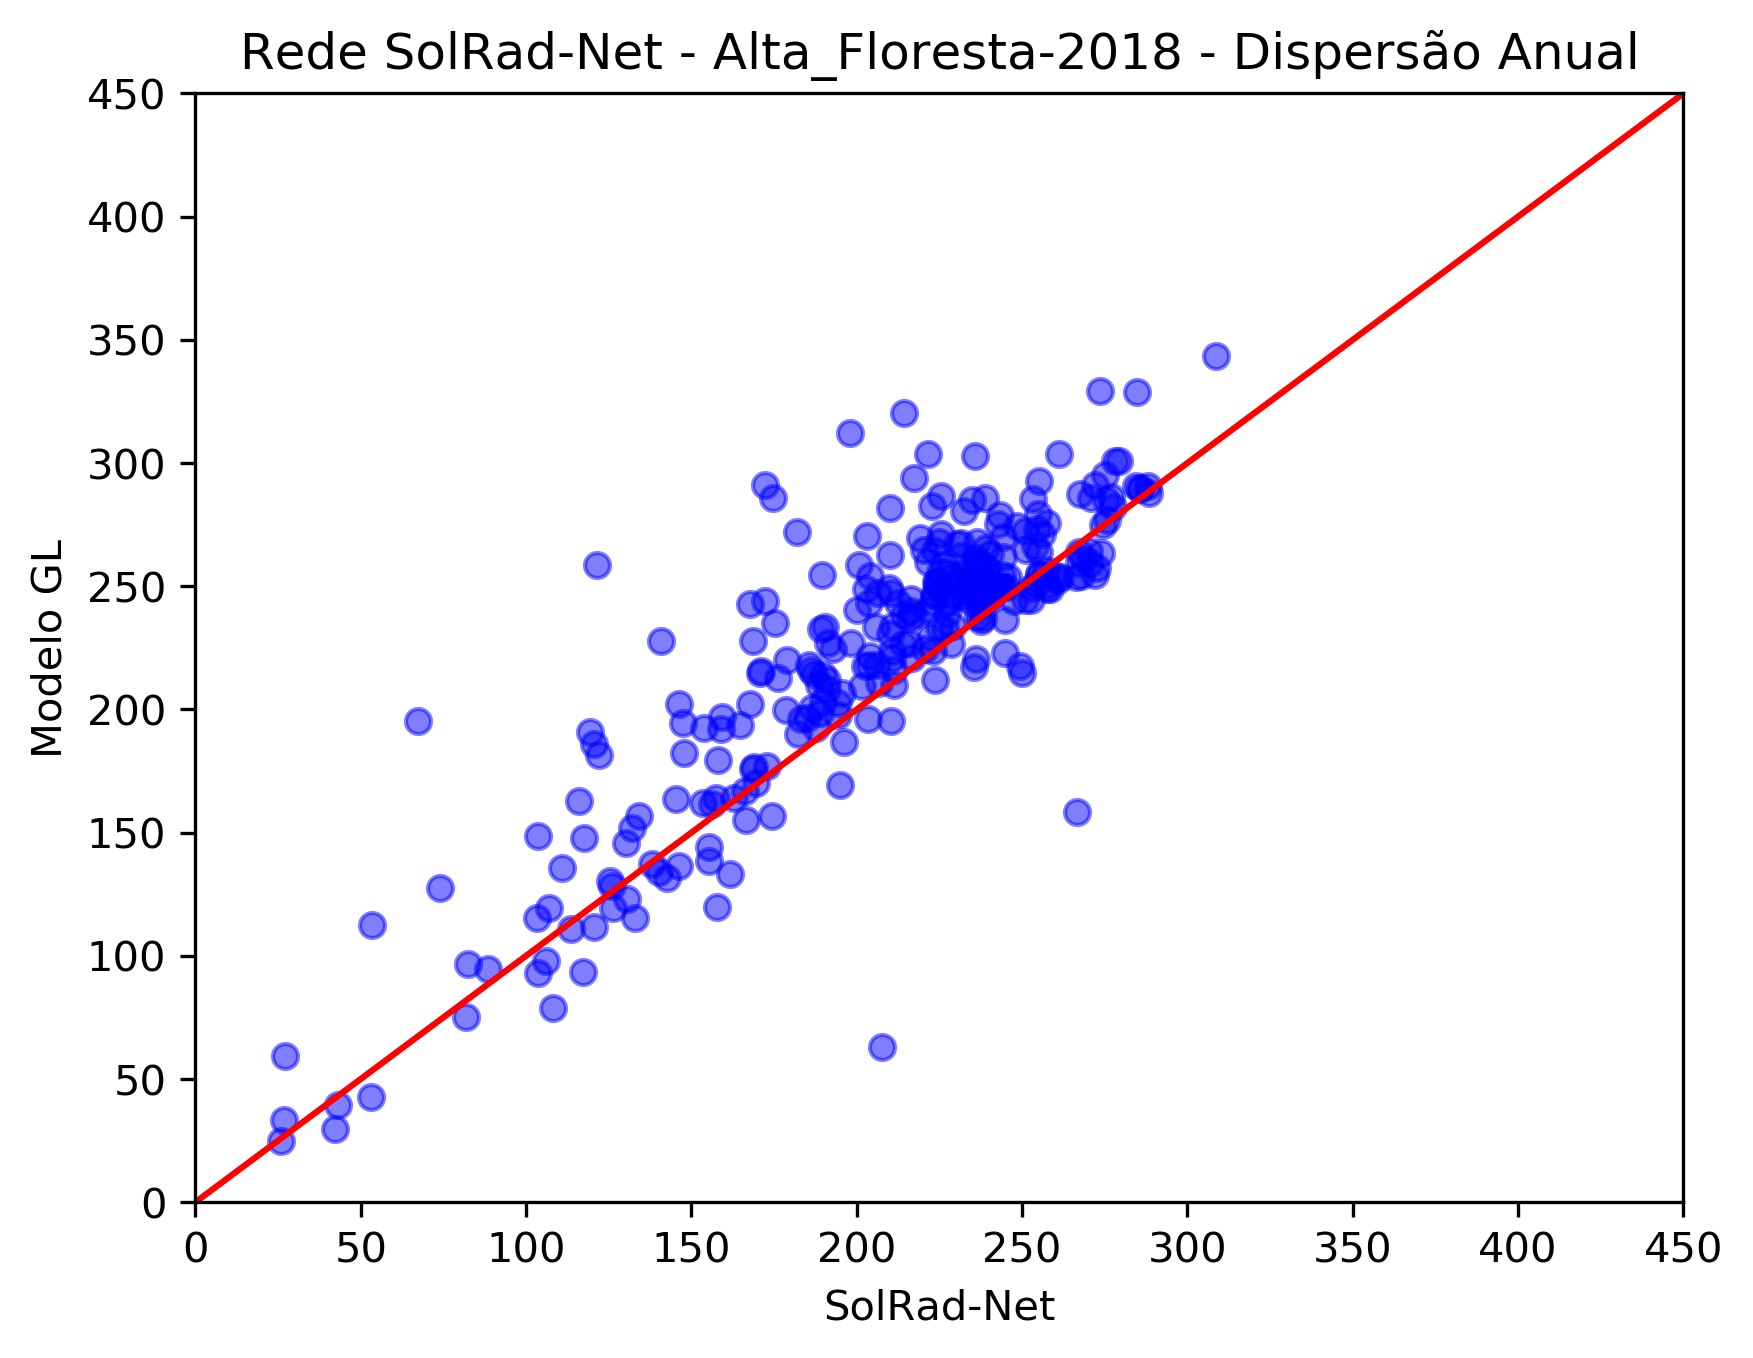 Rede SolRad-Net - Alta_Floresta-2018 - Dispersão Anual
450
400
350
300
250
200
150
100
50
0
Modelo GL
0 50 100 150 200 250 300 350 400 450
SolRad-Net